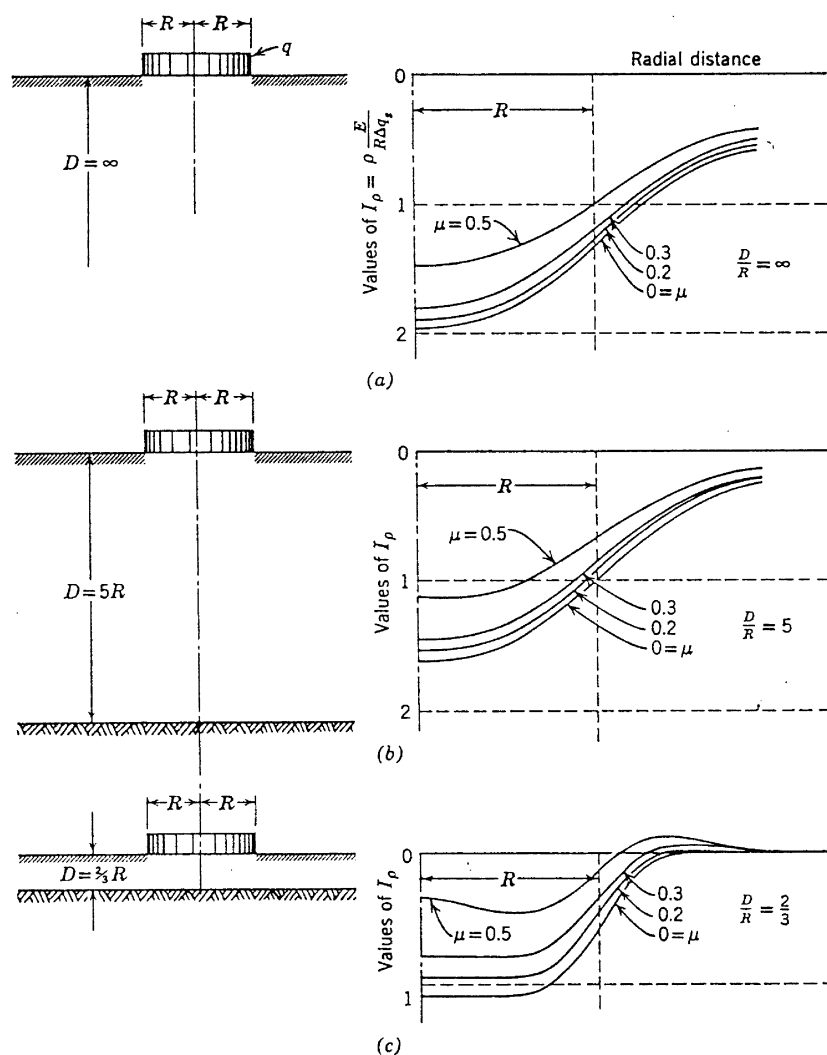 R R
q
D = ∞
Radial distance
0
R
Values of I_ρ = ρ E/RΔq_s
1
μ = 0.5
0.3
0.2
0 = μ
D/R = ∞
2
(a)
R R
D = 5R
0
R
Values of I_ρ
μ = 0.5
1
0.3
0.2
0 = μ
D/R = 5
2
(b)
R R
D = ⅔ R
0
R
Values of I_ρ
μ = 0.5
0.3
0.2
0 = μ
D/R = 2/3
1
(c)